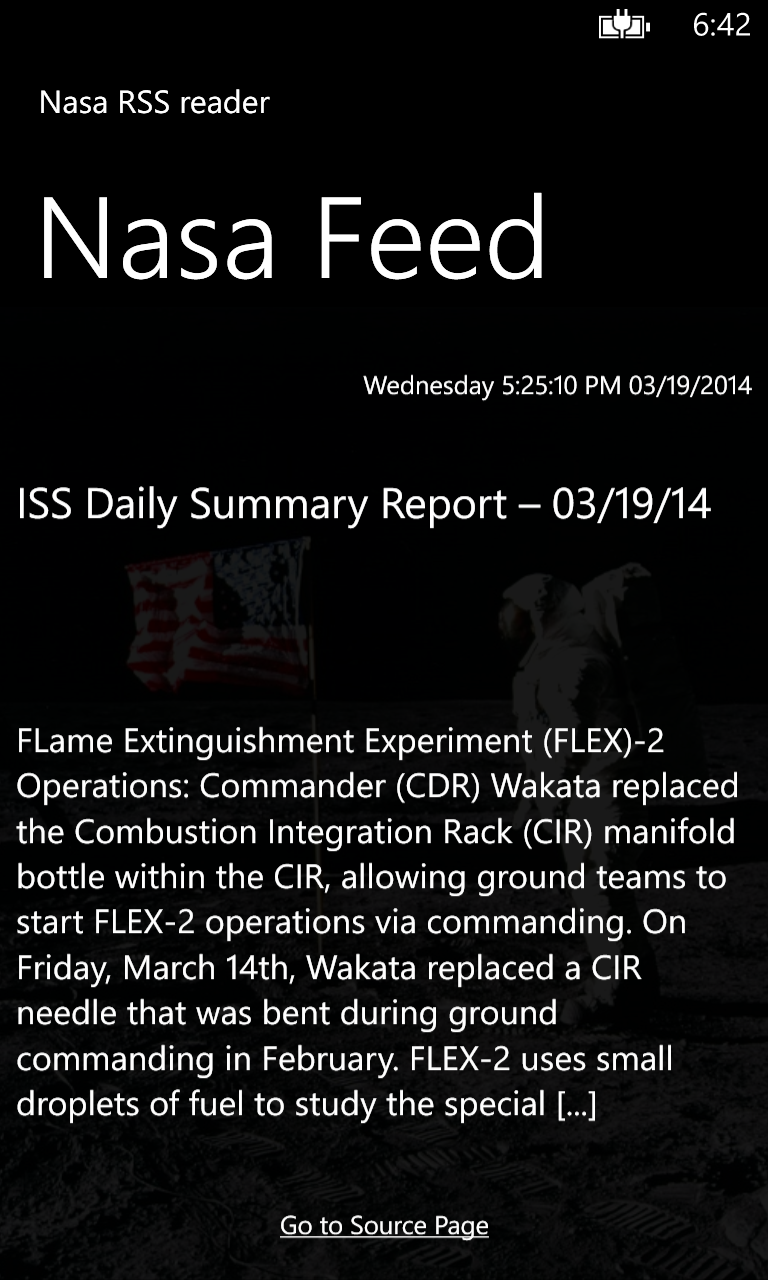 6:42
Nasa RSS reader
Nasa Feed
Wednesday 5:25:10 PM 03/19/2014
ISS Daily Summary Report – 03/19/14
FLame Extinguishment Experiment (FLEX)-2
Operations: Commander (CDR) Wakata replaced
the Combustion Integration Rack (CIR) manifold
bottle within the CIR, allowing ground teams to
start FLEX-2 operations via commanding. On
Friday, March 14th, Wakata replaced a CIR
needle that was bent during ground
commanding in February. FLEX-2 uses small
droplets of fuel to study the special [...]
Go to Source Page